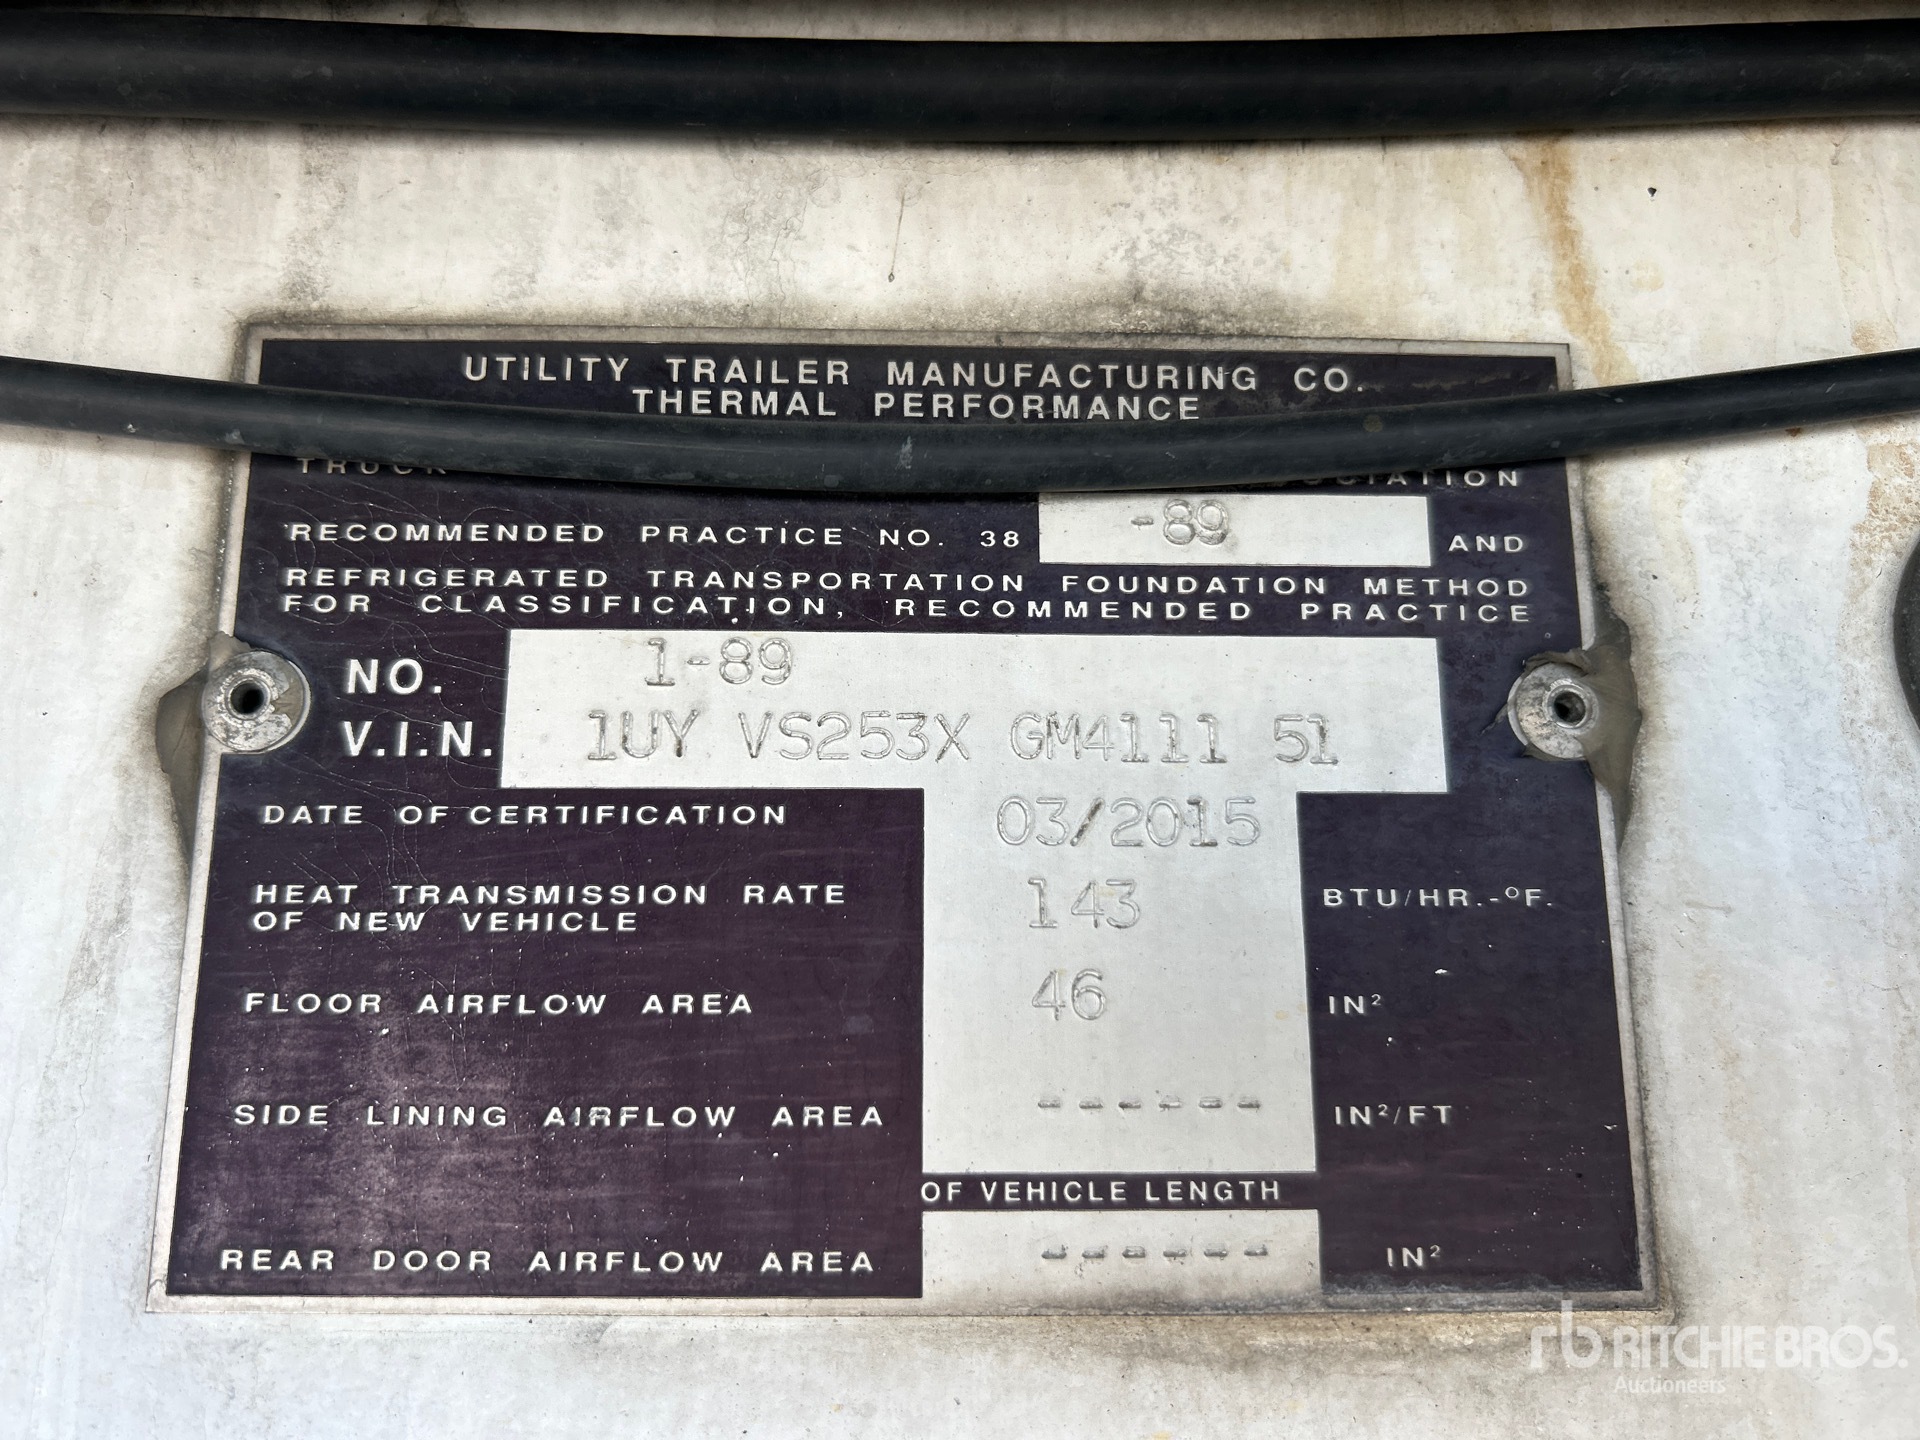 UTILITY TRAILER MANUFACTURING CO.
THERMAL PERFORMANCE
TRUCK
RECOMMENDED PRACTICE NO. 38 -89 AND
REFRIGERATED TRANSPORTATION FOUNDATION METHOD
FOR CLASSIFICATION, RECOMMENDED PRACTICE
NO. 1-89
V.I.N. 1UY VS253X GM4111 51
DATE OF CERTIFICATION 03/2015
HEAT TRANSMISSION RATE 143 BTU/HR.-°F.
OF NEW VEHICLE
FLOOR AIRFLOW AREA 46 IN²
SIDE LINING AIRFLOW AREA ------ IN²/FT
OF VEHICLE LENGTH
REAR DOOR AIRFLOW AREA ------ IN²
rb RITCHIE BROS.
Auctioneers